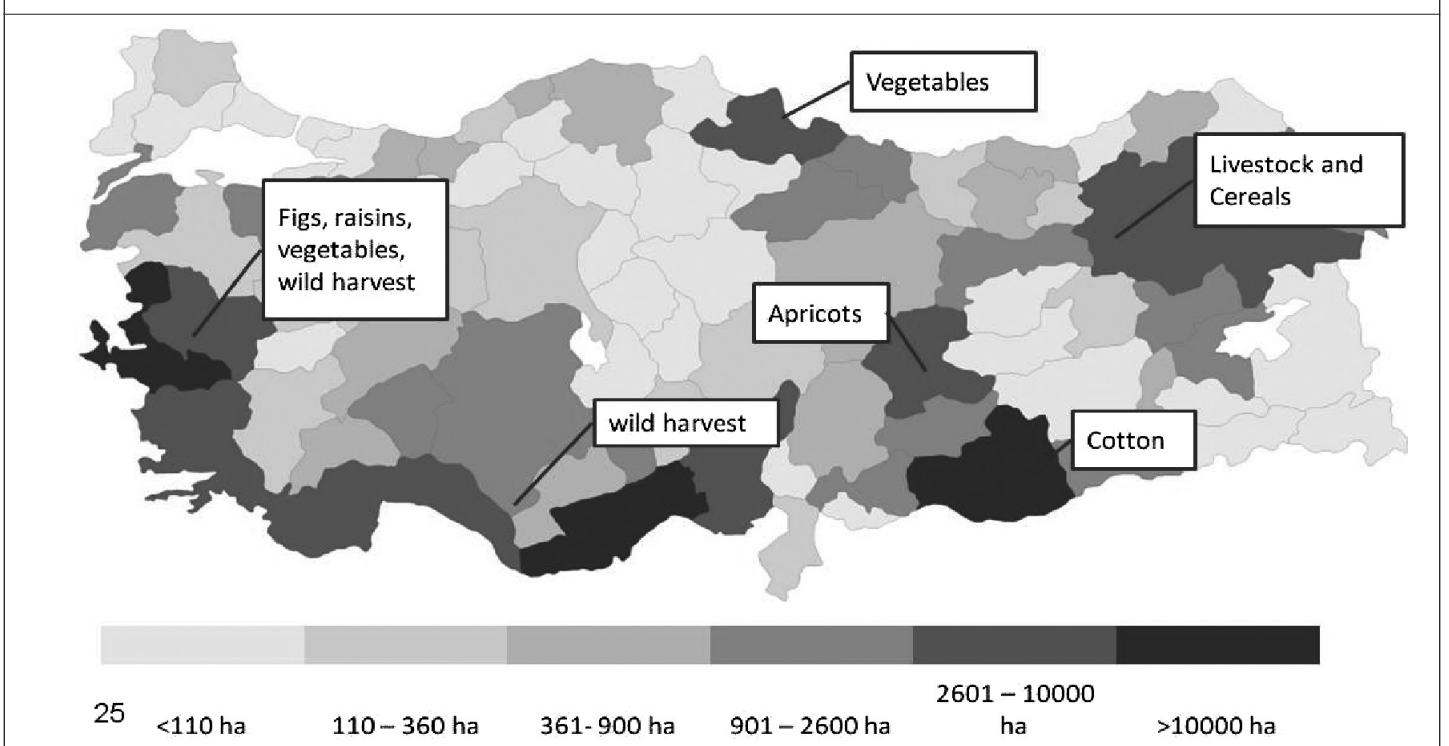 Vegetables
Livestock and
Cereals
Figs, raisins,
vegetables,
wild harvest
Apricots
wild harvest
Cotton
25
<110 ha
110 – 360 ha
361- 900 ha
901 – 2600 ha
2601 – 10000
ha
>10000 ha